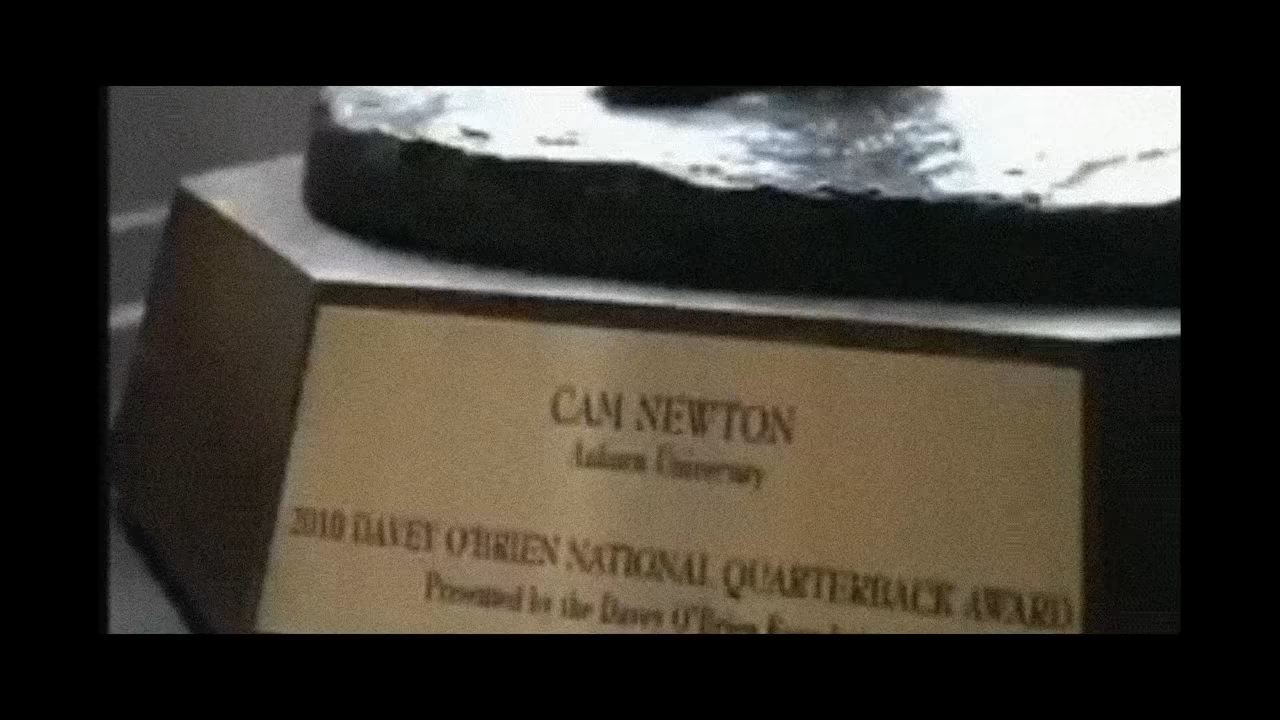 CAM NEWTON
Auburn University
2010 DAVEY O'BRIEN NATIONAL QUARTERBACK AWARD
Presented by the Davey O'Brien